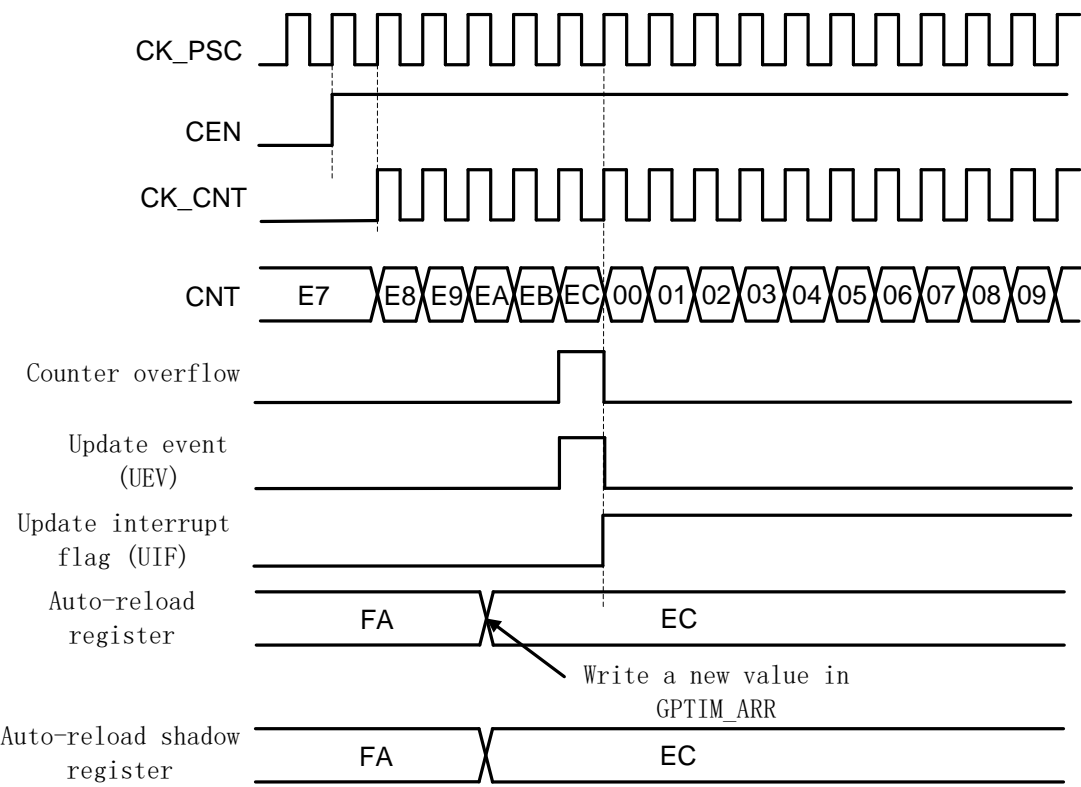 CK_PSC
CEN
CK_CNT
CNT E7 E8 E9 EA EB EC 00 01 02 03 04 05 06 07 08 09
Counter overflow
Update event
(UEV)
Update interrupt
flag (UIF)
Auto-reload
register
FA EC
Write a new value in
GPTIM_ARR
Auto-reload shadow
register
FA EC